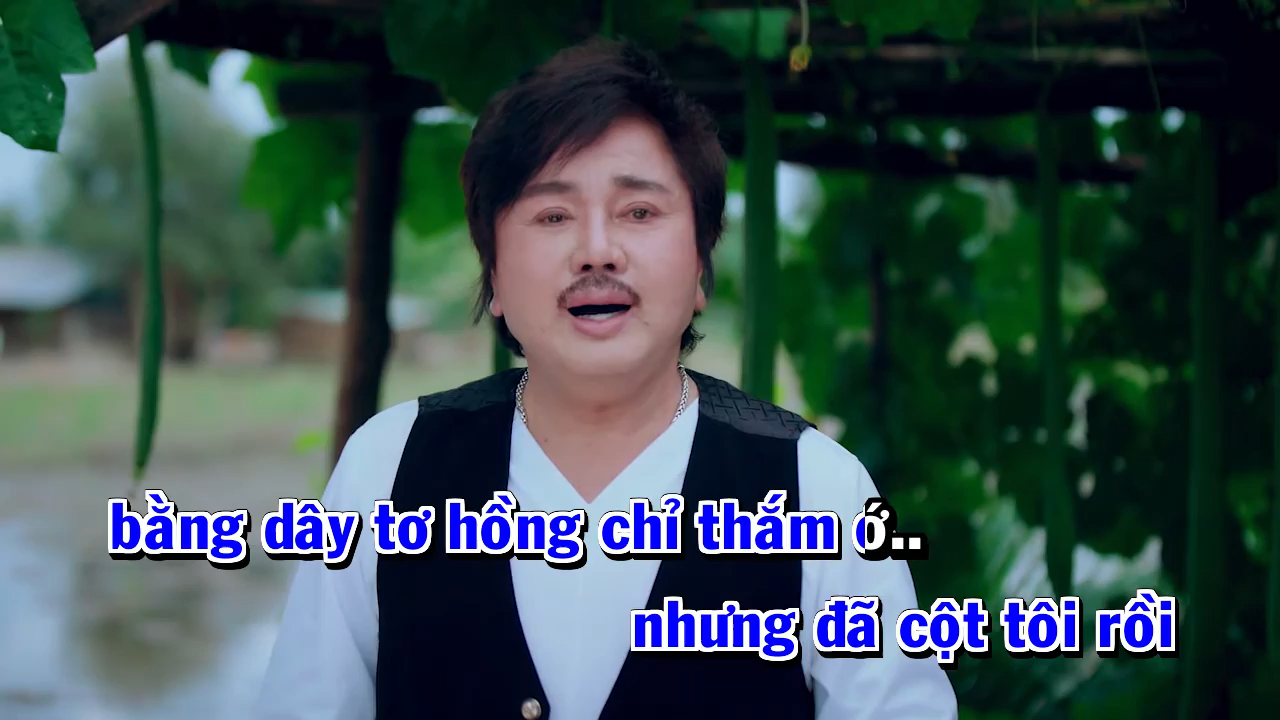 bằng dây tơ hồng chỉ thắm ớ..
nhưng đã cột tôi rồi